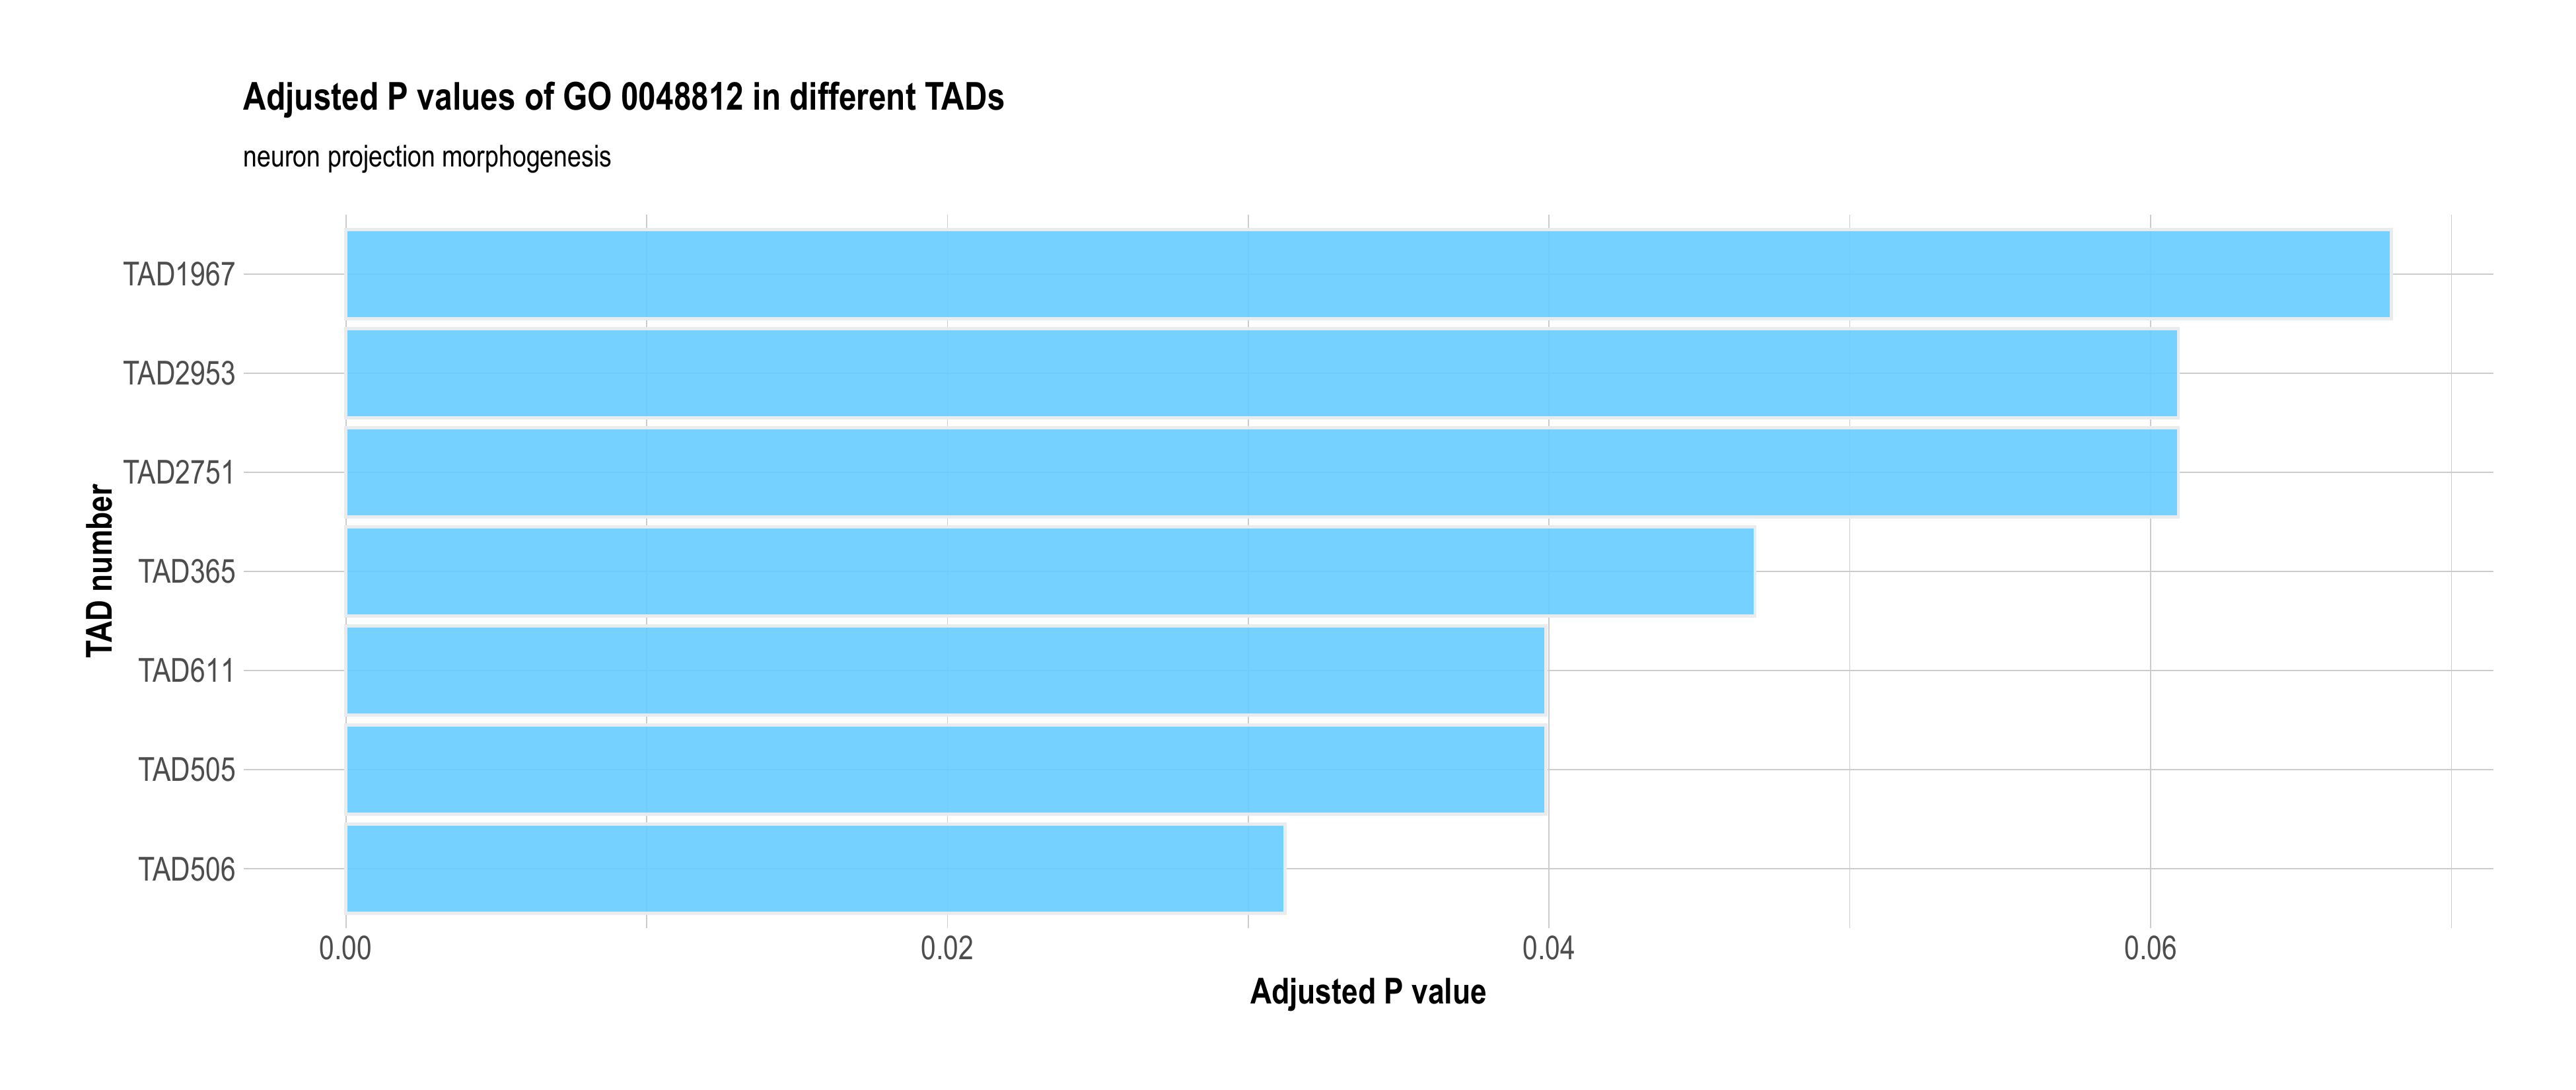 Adjusted P values of GO 0048812 in different TADs
neuron projection morphogenesis
TAD number
TAD1967
TAD2953
TAD2751
TAD365
TAD611
TAD505
TAD506
0.00 0.02 0.04 0.06
Adjusted P value